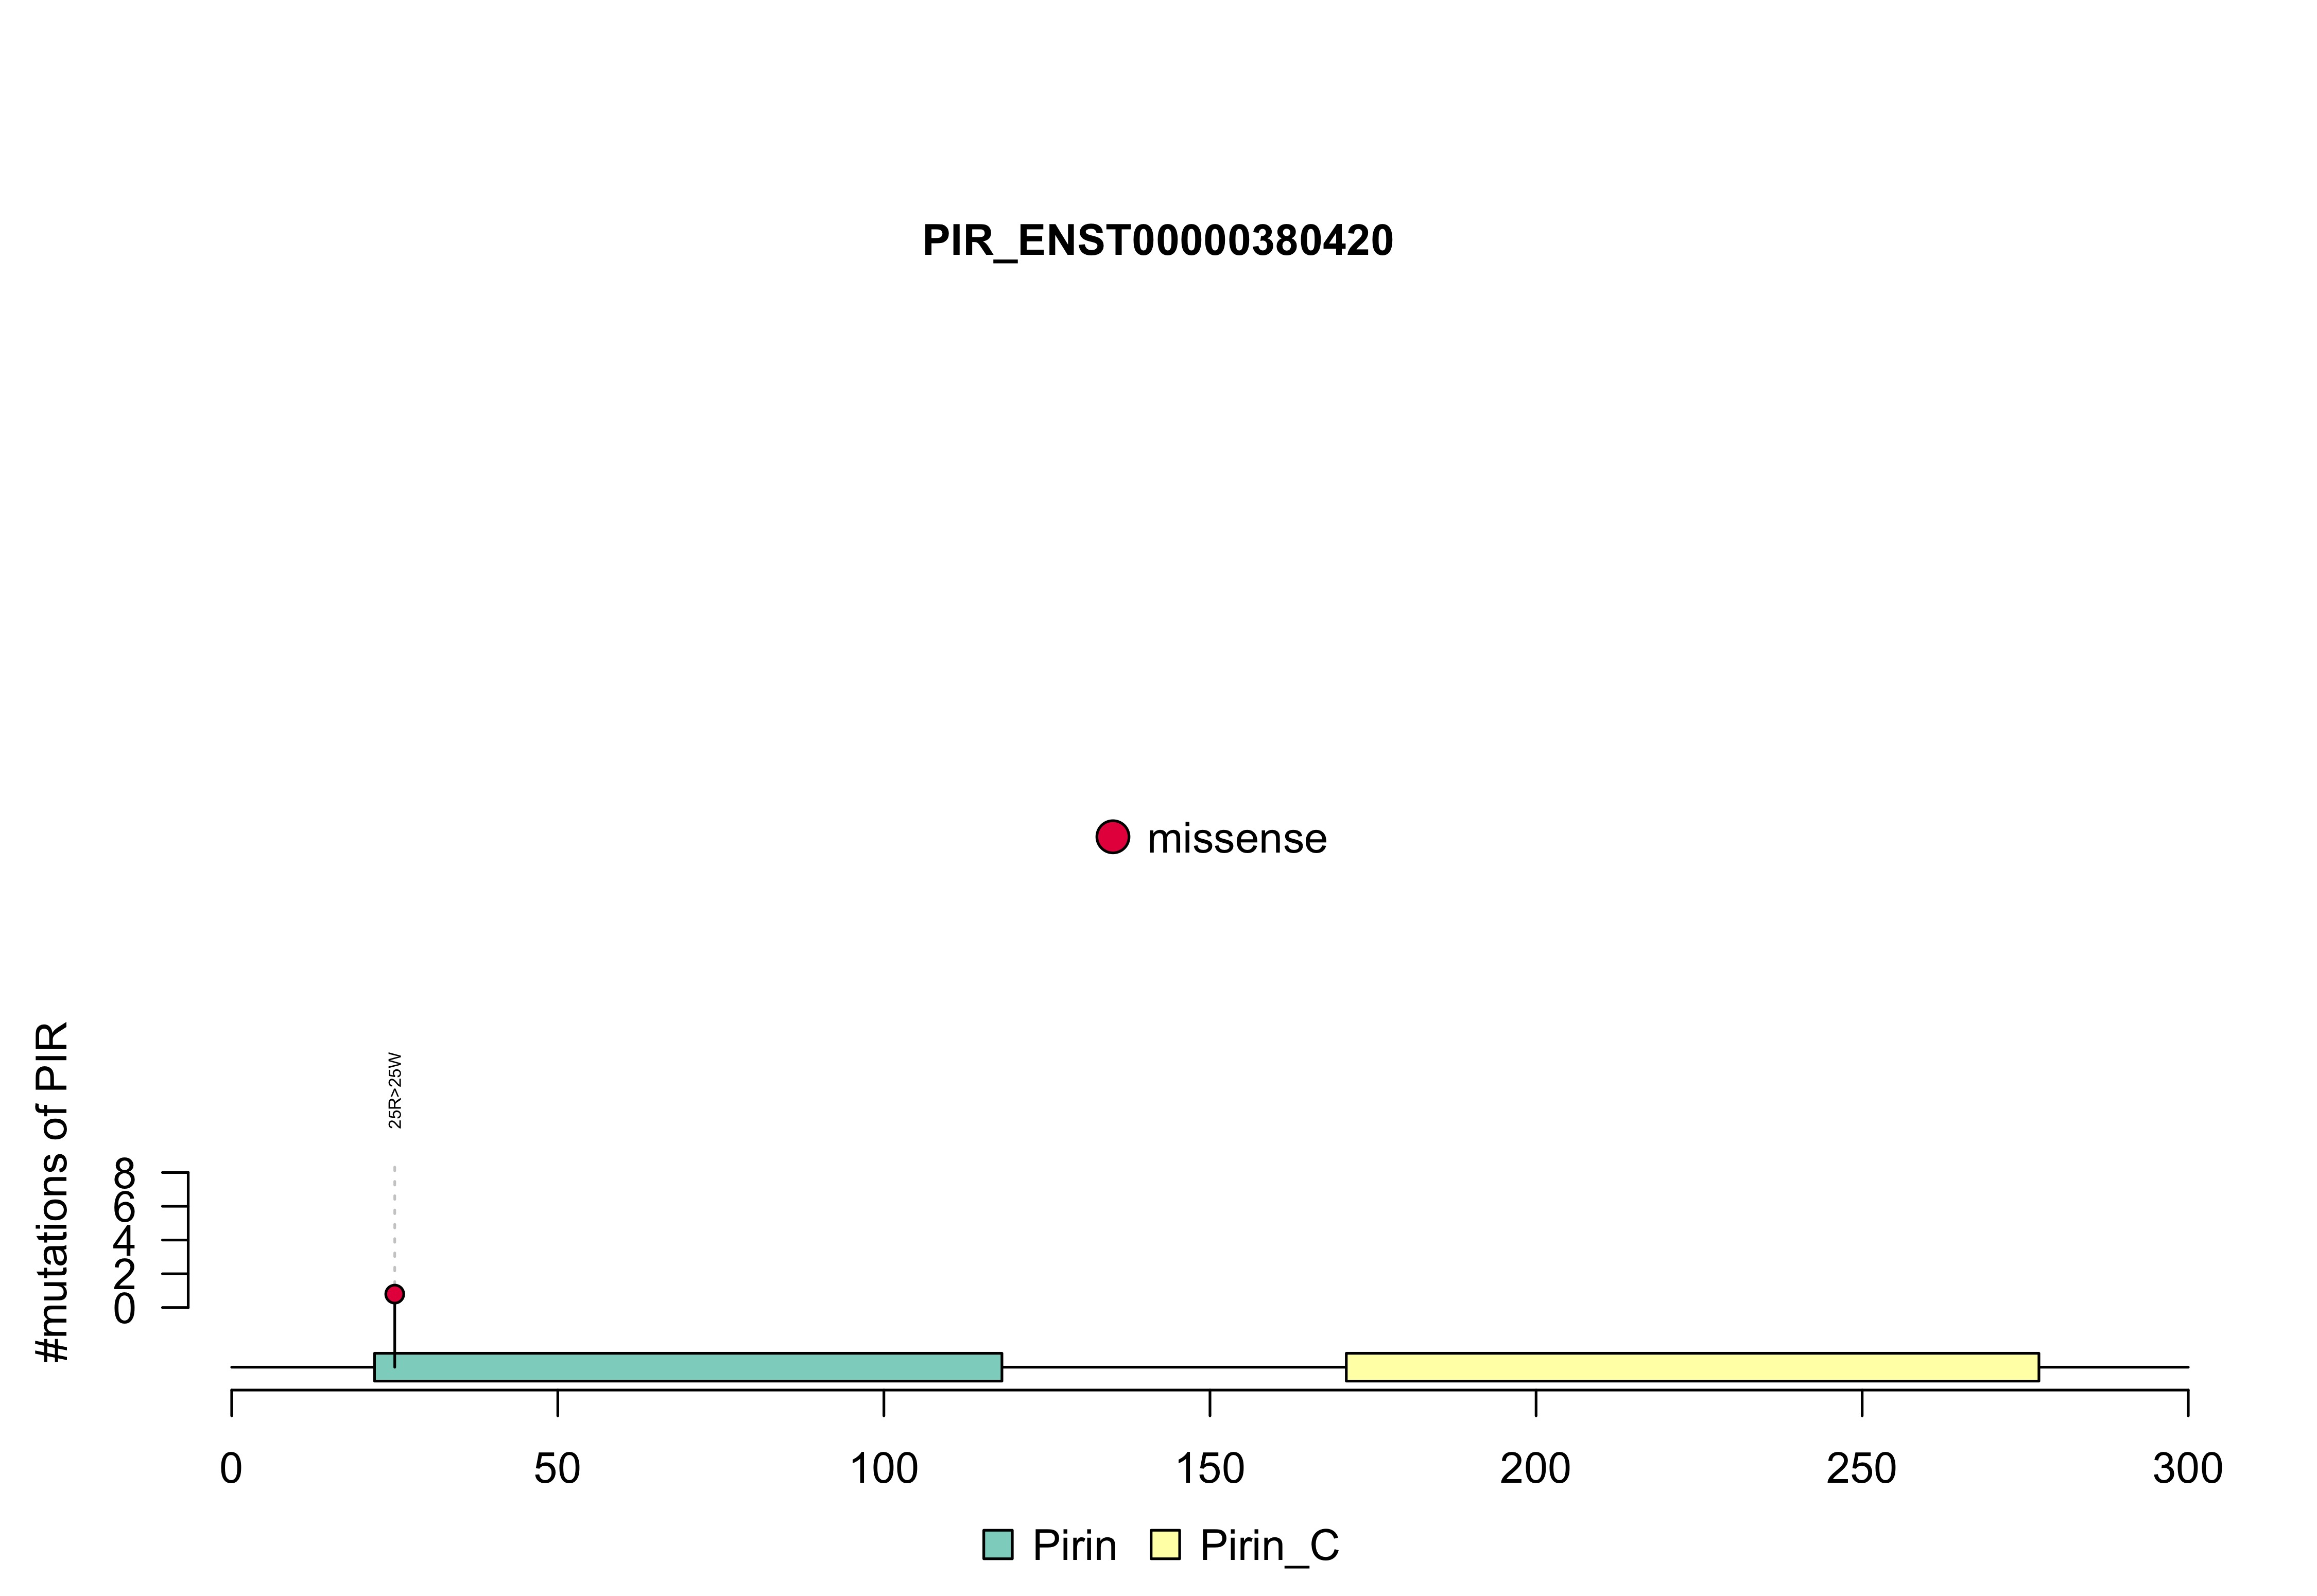 PIR_ENST00000380420
missense
#mutations of PIR
25R>25W
8
6
4
2
0
0 50 100 150 200 250 300
Pirin Pirin_C